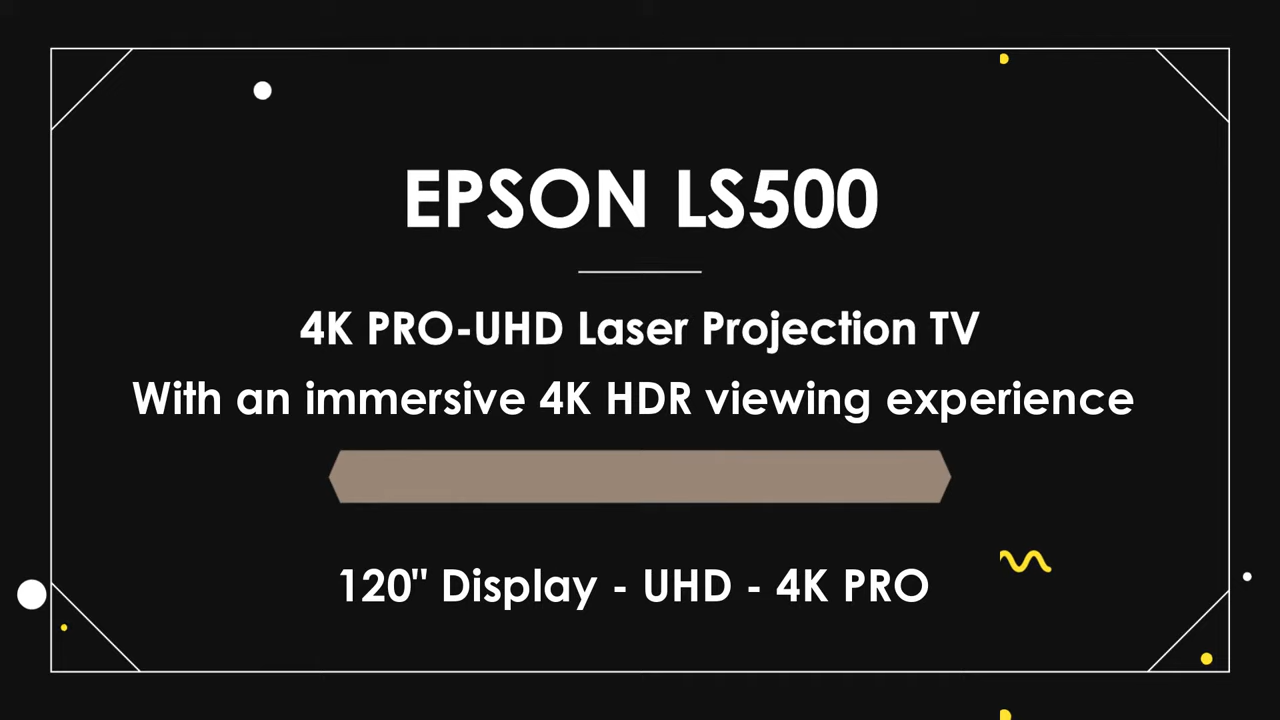 EPSON LS500
4K PRO-UHD Laser Projection TV
With an immersive 4K HDR viewing experience
120" Display - UHD - 4K PRO